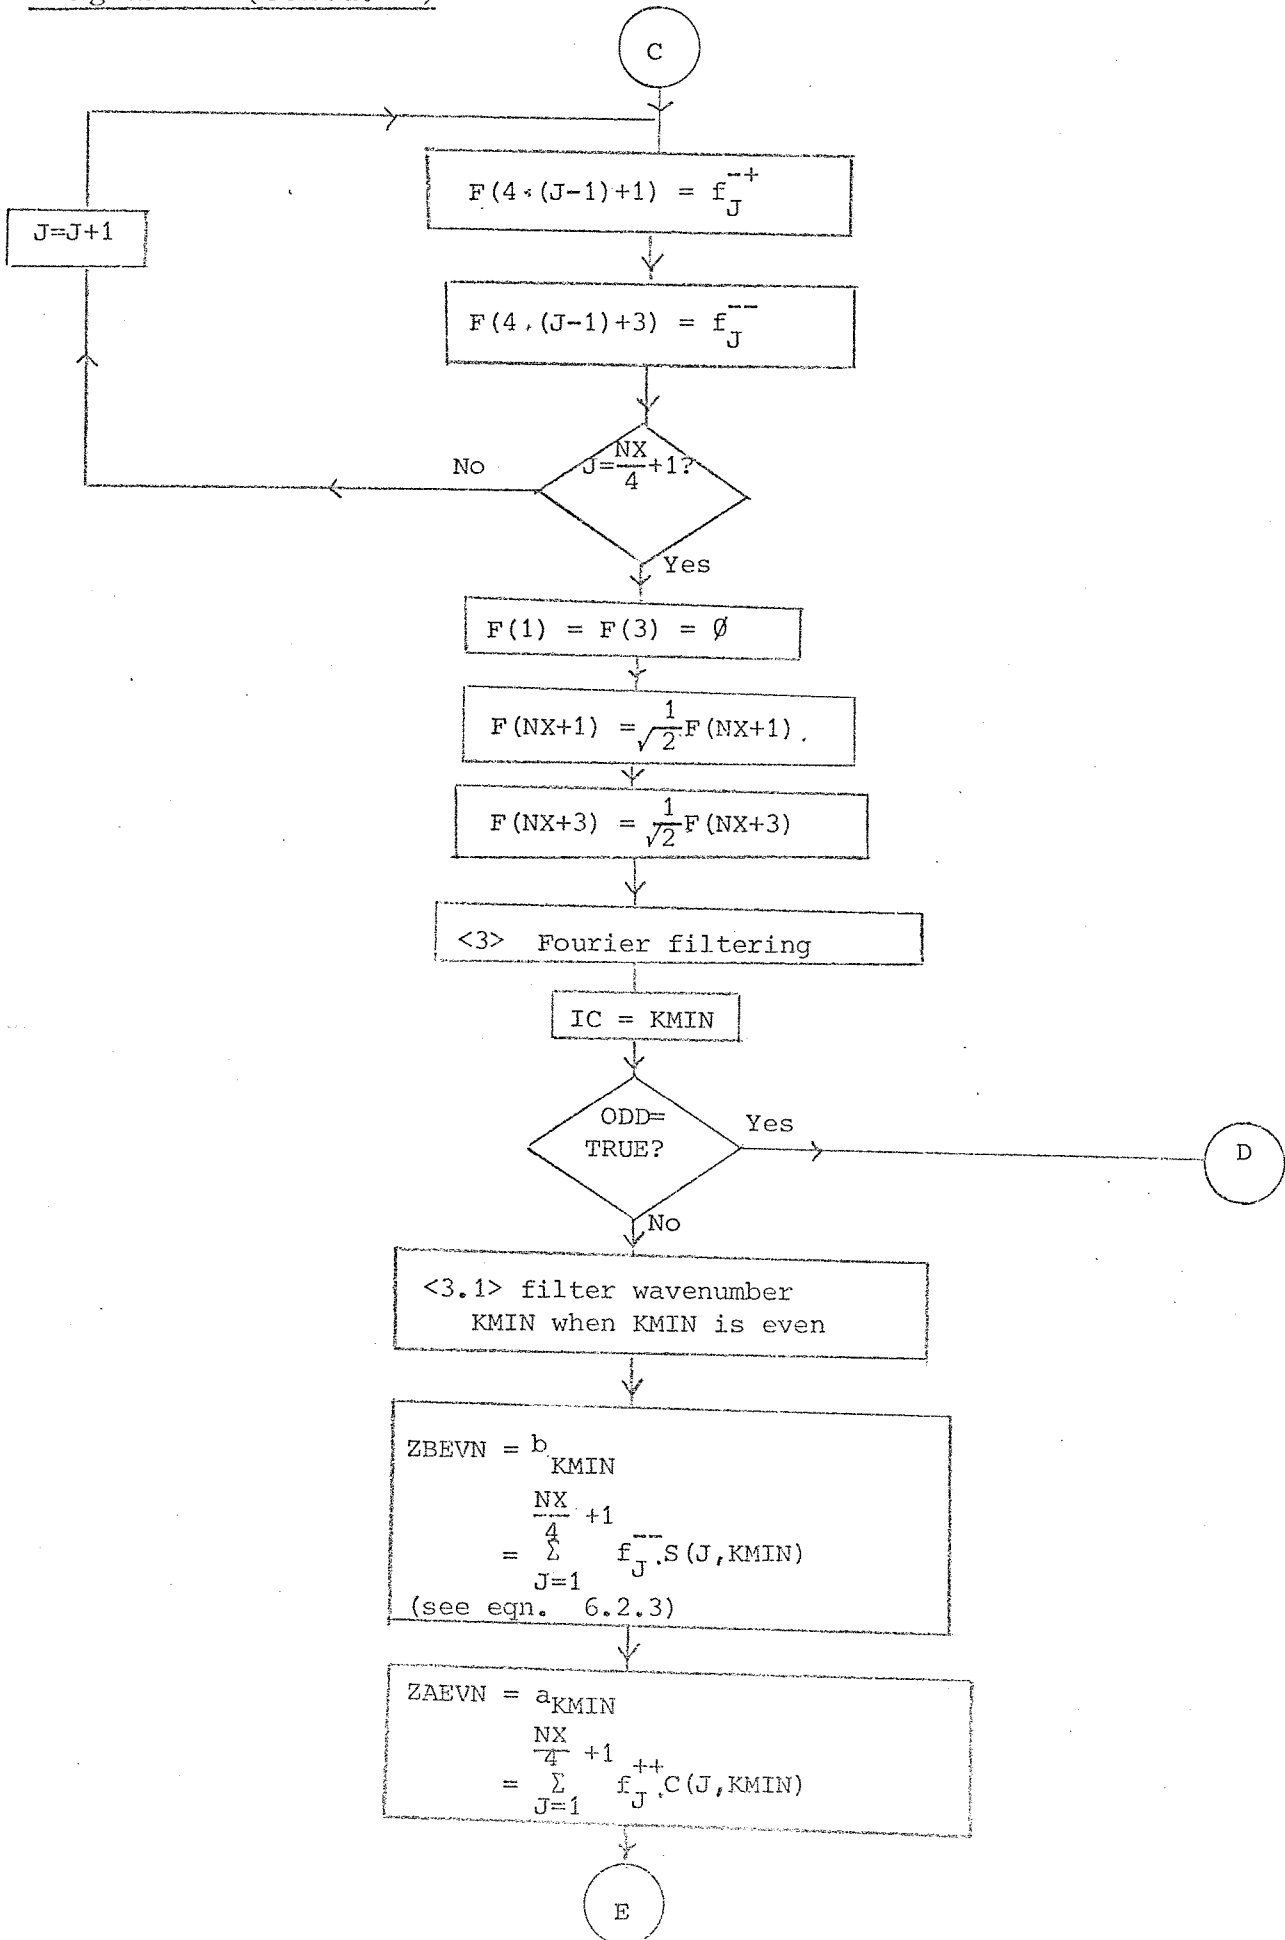 C
F(4.(J-1)+1) = f_J^{-+}
J=J+1
F(4.(J-1)+3) = f_J^{--}
J=NX/4+1?
No
Yes
F(1) = F(3) = Ø
F(NX+1) = 1/√2 F(NX+1).
F(NX+3) = 1/√2 F(NX+3)
<3> Fourier filtering
IC = KMIN
ODD=
TRUE?
Yes
D
No
<3.1> filter wavenumber
KMIN when KMIN is even
ZBEVN = b_KMIN
NX/4 +1
= Σ f_J^{--}.S(J,KMIN)
J=1
(see eqn. 6.2.3)
ZAEVN = a_KMIN
NX/4 +1
= Σ f_J^{++}.C(J,KMIN)
J=1
E